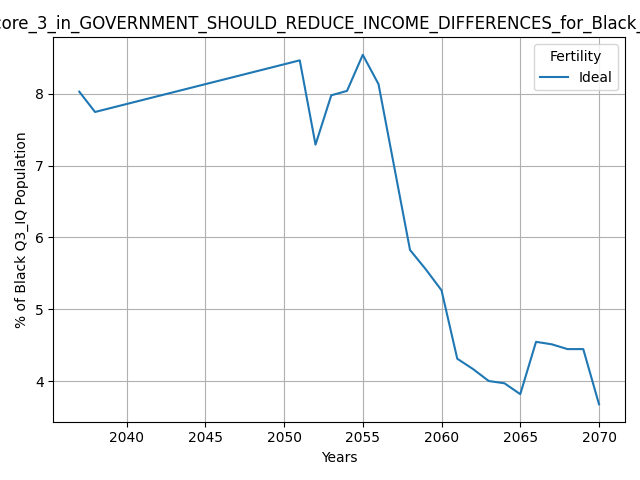 core_3_in_GOVERNMENT_SHOULD_REDUCE_INCOME_DIFFERENCES_for_Black_
Fertility
Ideal
% of Black Q3_IQ Population
8
7
6
5
4
2040 2045 2050 2055 2060 2065 2070
Years